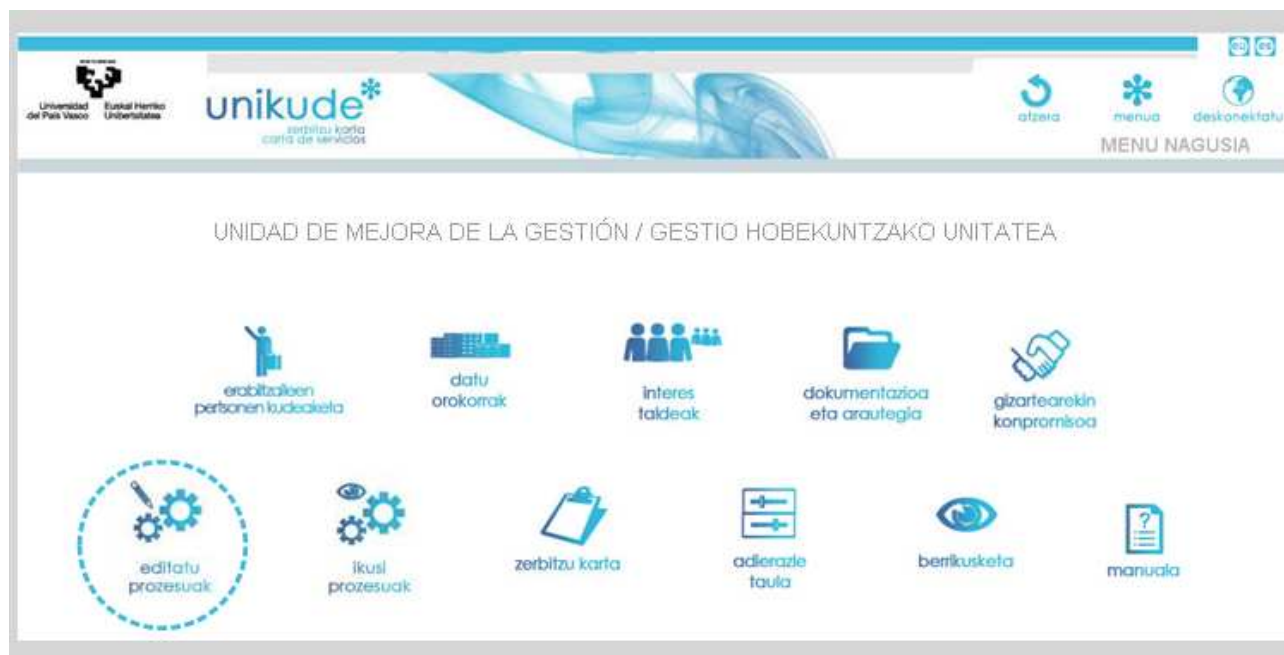 eu es
Universidad del País Vasco
Euskal Herriko Unibertsitatea
unikude*
zerbitzu karta
carta de servicios
atzera
menua
deskonektatu
MENU NAGUSIA
UNIDAD DE MEJORA DE LA GESTIÓN / GESTIO HOBEKUNTZAKO UNITATEA
erabiltzaileen
pertsonen kudeaketa
datu
orokorrak
interes
taldeak
dokumentazioa
eta arautegia
gizartearekin
konpromisoa
editatu
prozesuak
ikusi
prozesuak
zerbitzu karta
adierazle
taula
berrikusketa
?
manuala